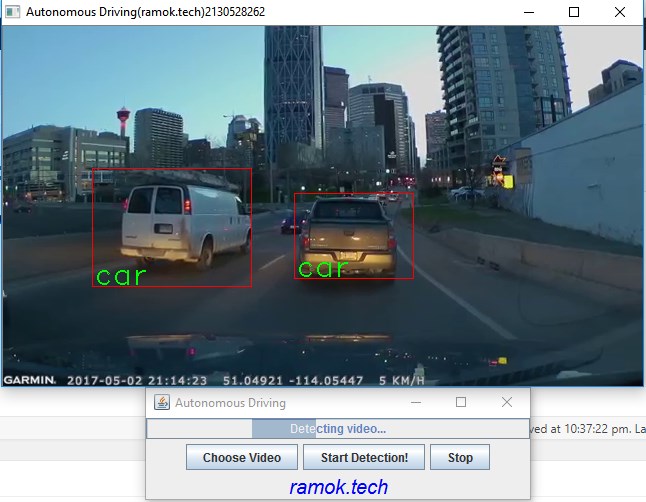 Autonomous Driving(ramok.tech)2130528262
car
car
GARMIN. 2017-05-02 21:14:23 51.04921 -114.05447 5 KM/H
Autonomous Driving
Detecting video...
ved at 10:37:22 pm. La
Choose Video Start Detection! Stop
ramok.tech